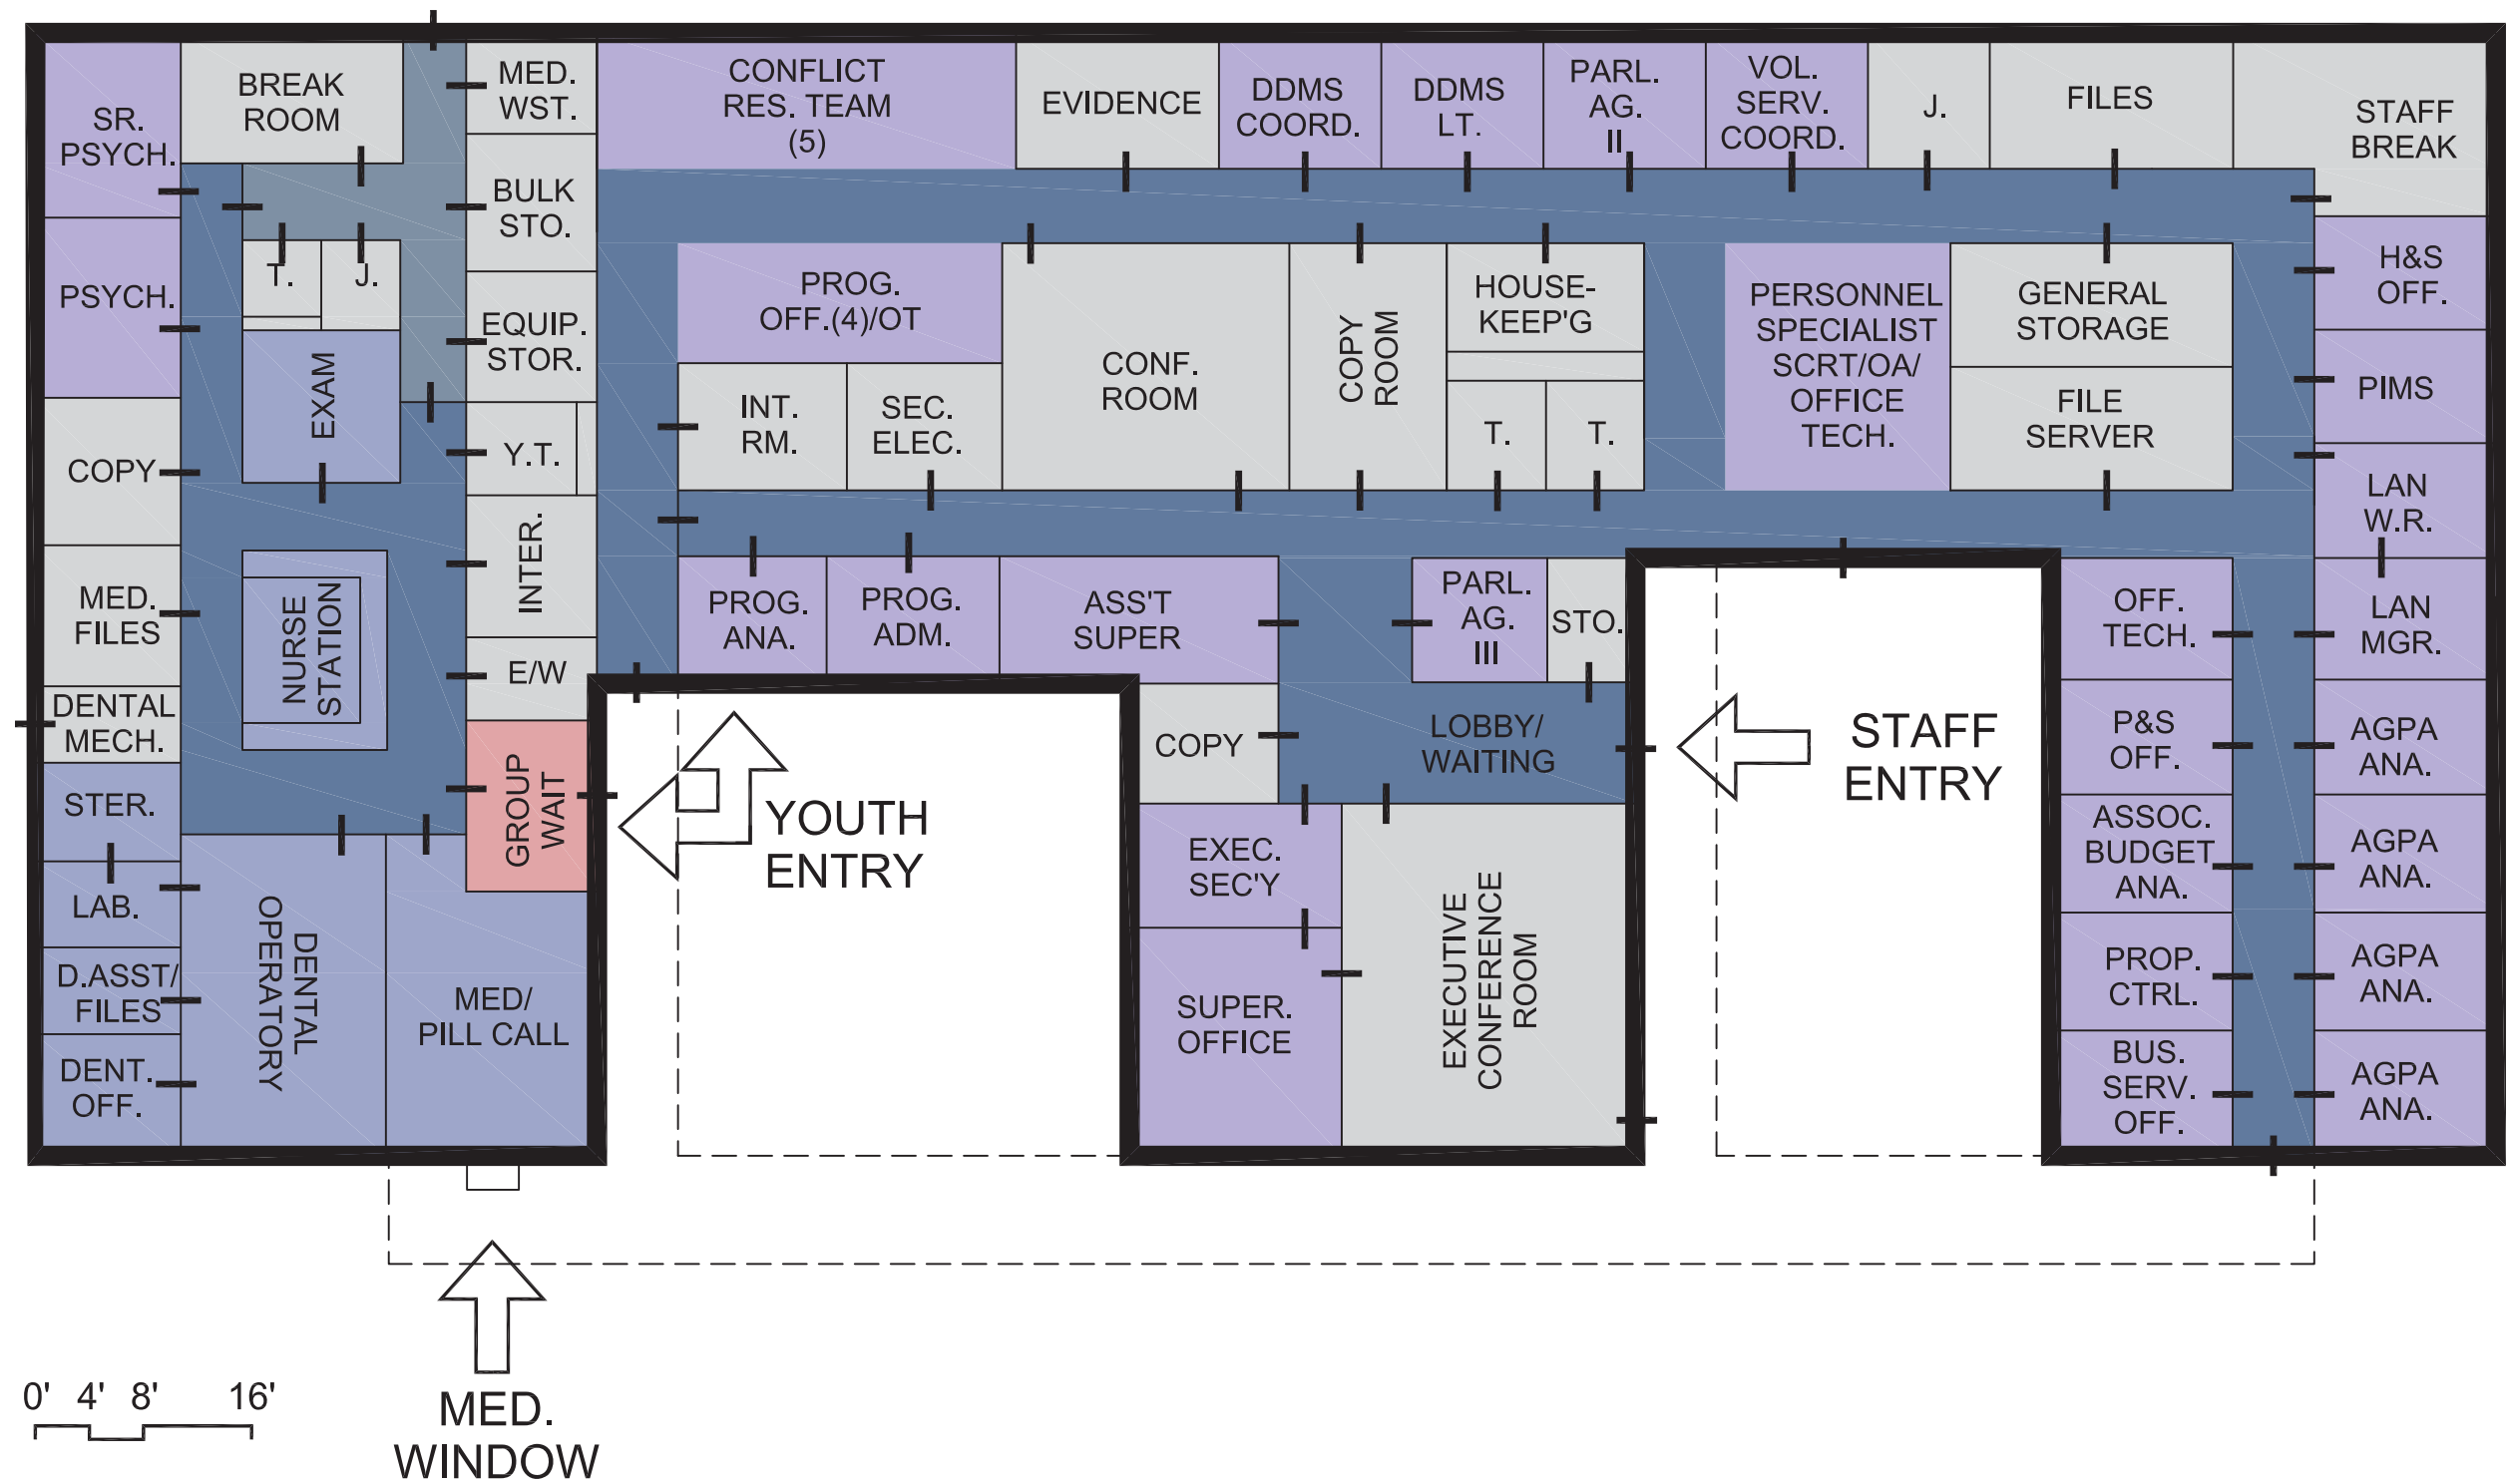 SR.
PSYCH.
BREAK
ROOM
MED.
WST.
CONFLICT
RES. TEAM
(5)
EVIDENCE
DDMS
COORD.
DDMS
LT.
PARL.
AG.
II
VOL.
SERV.
COORD.
J.
FILES
STAFF
BREAK
PSYCH.
T.
J.
BULK
STO.
EQUIP.
STOR.
EXAM
PROG.
OFF.(4)/OT
INT.
RM.
SEC.
ELEC.
CONF.
ROOM
COPY
ROOM
HOUSE-
KEEP'G
T.
T.
PERSONNEL
SPECIALIST
SCRT/OA/
OFFICE
TECH.
GENERAL
STORAGE
FILE
SERVER
H&S
OFF.
PIMS
LAN
W.R.
COPY
Y.T.
INTER.
MED.
FILES
NURSE
STATION
E/W
DENTAL
MECH.
GROUP
WAIT
PROG.
ANA.
PROG.
ADM.
ASS'T
SUPER
PARL.
AG.
III
STO.
COPY
LOBBY/
WAITING
STAFF
ENTRY
YOUTH
ENTRY
OFF.
TECH.
LAN
MGR.
P&S
OFF.
AGPA
ANA.
ASSOC.
BUDGET
ANA.
AGPA
ANA.
PROP.
CTRL.
AGPA
ANA.
BUS.
SERV.
OFF.
AGPA
ANA.
STER.
LAB.
D.ASST/
FILES
DENT.
OFF.
DENTAL
OPERATORY
MED/
PILL CALL
EXEC.
SEC'Y
SUPER.
OFFICE
EXECUTIVE
CONFERENCE
ROOM
0' 4' 8' 16'
MED.
WINDOW